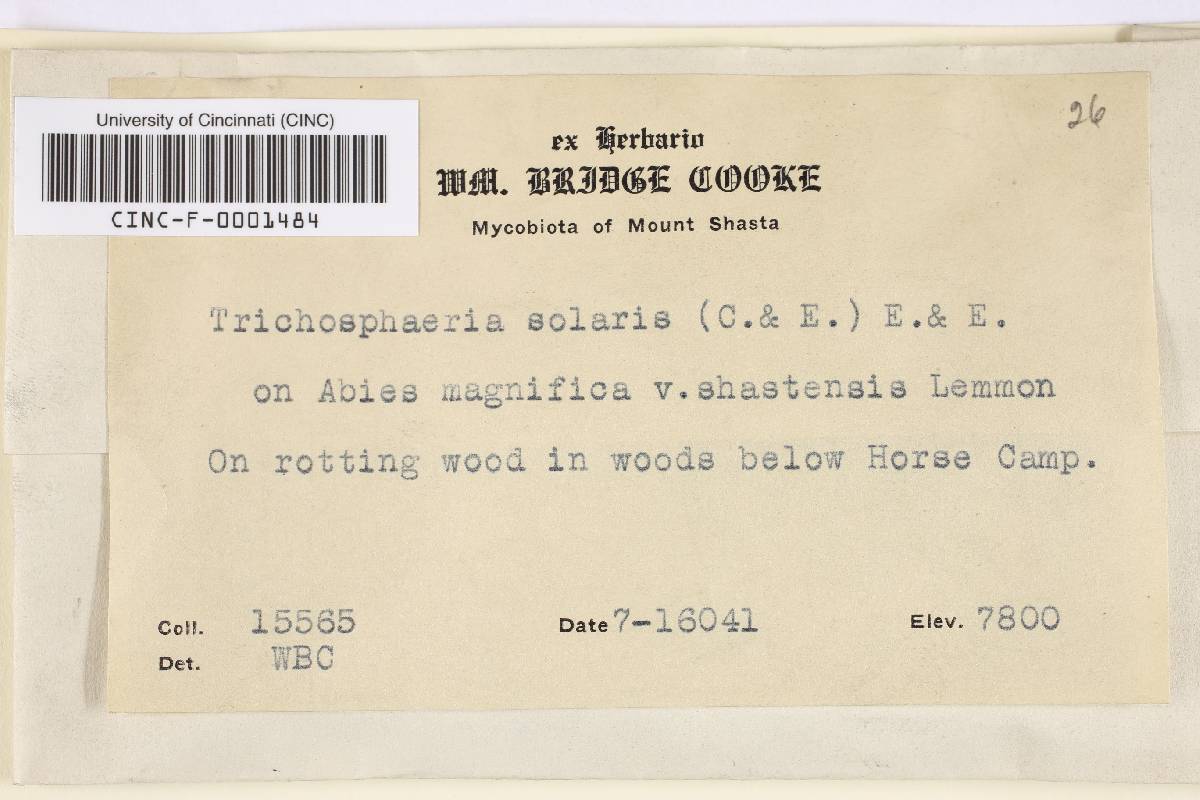 University of Cincinnati (CINC)
CINC-F-0001484
26
ex Herbario
WM. BRIDGE COOKE
Mycobiota of Mount Shasta
Trichosphaeria solaris (C.& E.) E.& E.
on Abies magnifica v.shastensis Lemmon
On rotting wood in woods below Horse Camp.
Coll. 15565 Date 7-16041 Elev. 7800
Det. WBC